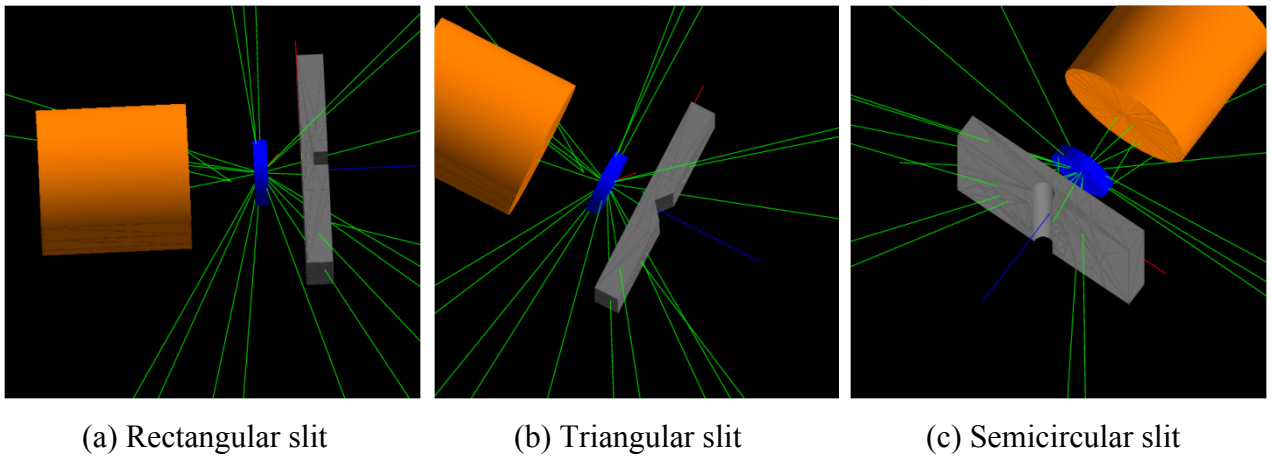 (a) Rectangular slit
(b) Triangular slit
(c) Semicircular slit